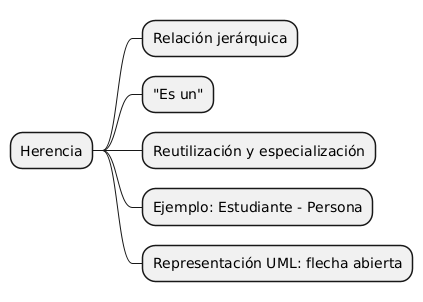 Relación jerárquica
"Es un"
Herencia
Reutilización y especialización
Ejemplo: Estudiante - Persona
Representación UML: flecha abierta